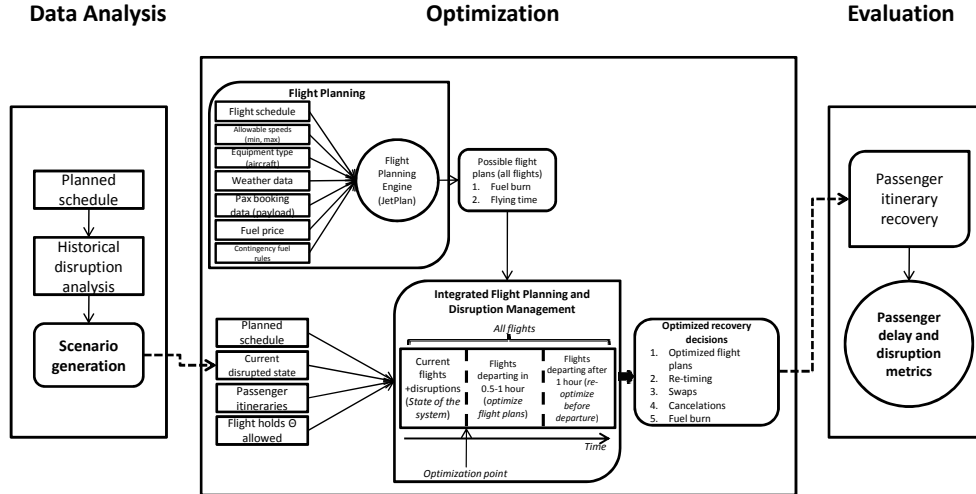 Data Analysis
Optimization
Evaluation
Planned
schedule
Historical
disruption
analysis
Scenario
generation
Flight Planning
Flight schedule
Allowable speeds
(min, max)
Equipment type
(aircraft)
Weather data
Pax booking
data (payload)
Fuel price
Contingency fuel
rules
Flight
Planning
Engine
(JetPlan)
Possible flight
plans (all flights)
1. Fuel burn
2. Flying time
Planned
schedule
Current
disrupted state
Passenger
itineraries
Flight holds Θ
allowed
Integrated Flight Planning and
Disruption Management
All flights
Current
flights
+disruptions
(State of the
system)
Flights
departing in
0.5-1 hour
(optimize
flight plans)
Flights
departing after
1 hour (re-
optimize
before
departure)
Time
Optimization point
Optimized recovery
decisions
1. Optimized flight
plans
2. Re-timing
3. Swaps
4. Cancelations
5. Fuel burn
Passenger
itinerary
recovery
Passenger
delay and
disruption
metrics